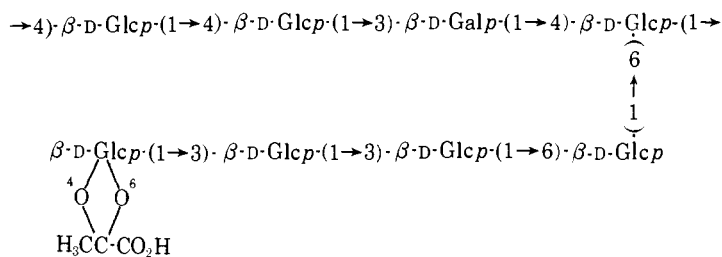 →4)-β-D-Glcp-(1→4)-β-D-Glcp-(1→3)-β-D-Galp-(1→4)-β-D-Glcp-(1→
6
↑
1
β-D-Glcp-(1→3)-β-D-Glcp-(1→3)-β-D-Glcp-(1→6)-β-D-Glcp
4 O O 6
H₃CC-CO₂H